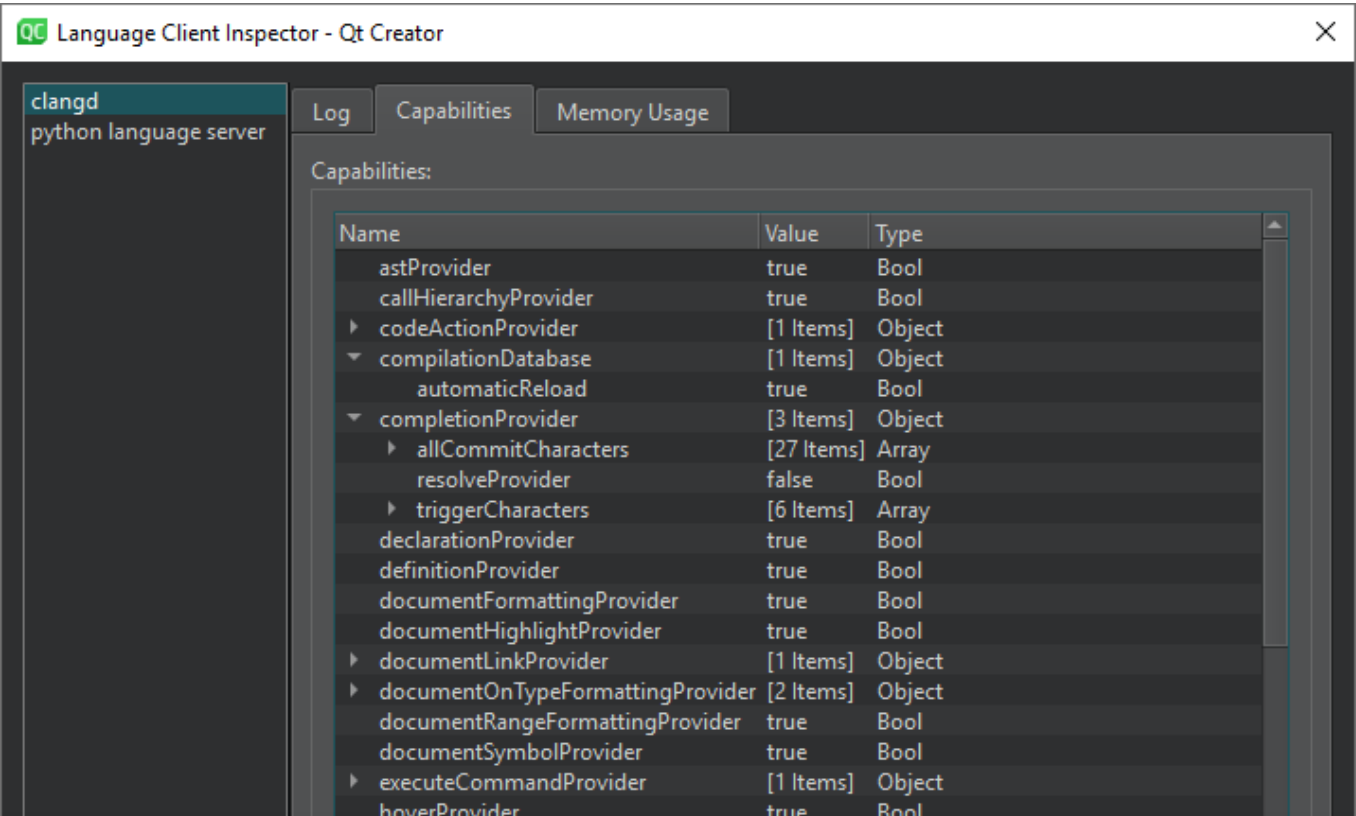 QC Language Client Inspector - Qt Creator
clangd
python language server
Log Capabilities Memory Usage
Capabilities:
Name Value Type
astProvider true Bool
callHierarchyProvider true Bool
codeActionProvider [1 Items] Object
compilationDatabase [1 Items] Object
automaticReload true Bool
completionProvider [3 Items] Object
allCommitCharacters [27 Items] Array
resolveProvider false Bool
triggerCharacters [6 Items] Array
declarationProvider true Bool
definitionProvider true Bool
documentFormattingProvider true Bool
documentHighlightProvider true Bool
documentLinkProvider [1 Items] Object
documentOnTypeFormattingProvider [2 Items] Object
documentRangeFormattingProvider true Bool
documentSymbolProvider true Bool
executeCommandProvider [1 Items] Object
hoverProvider true Bool